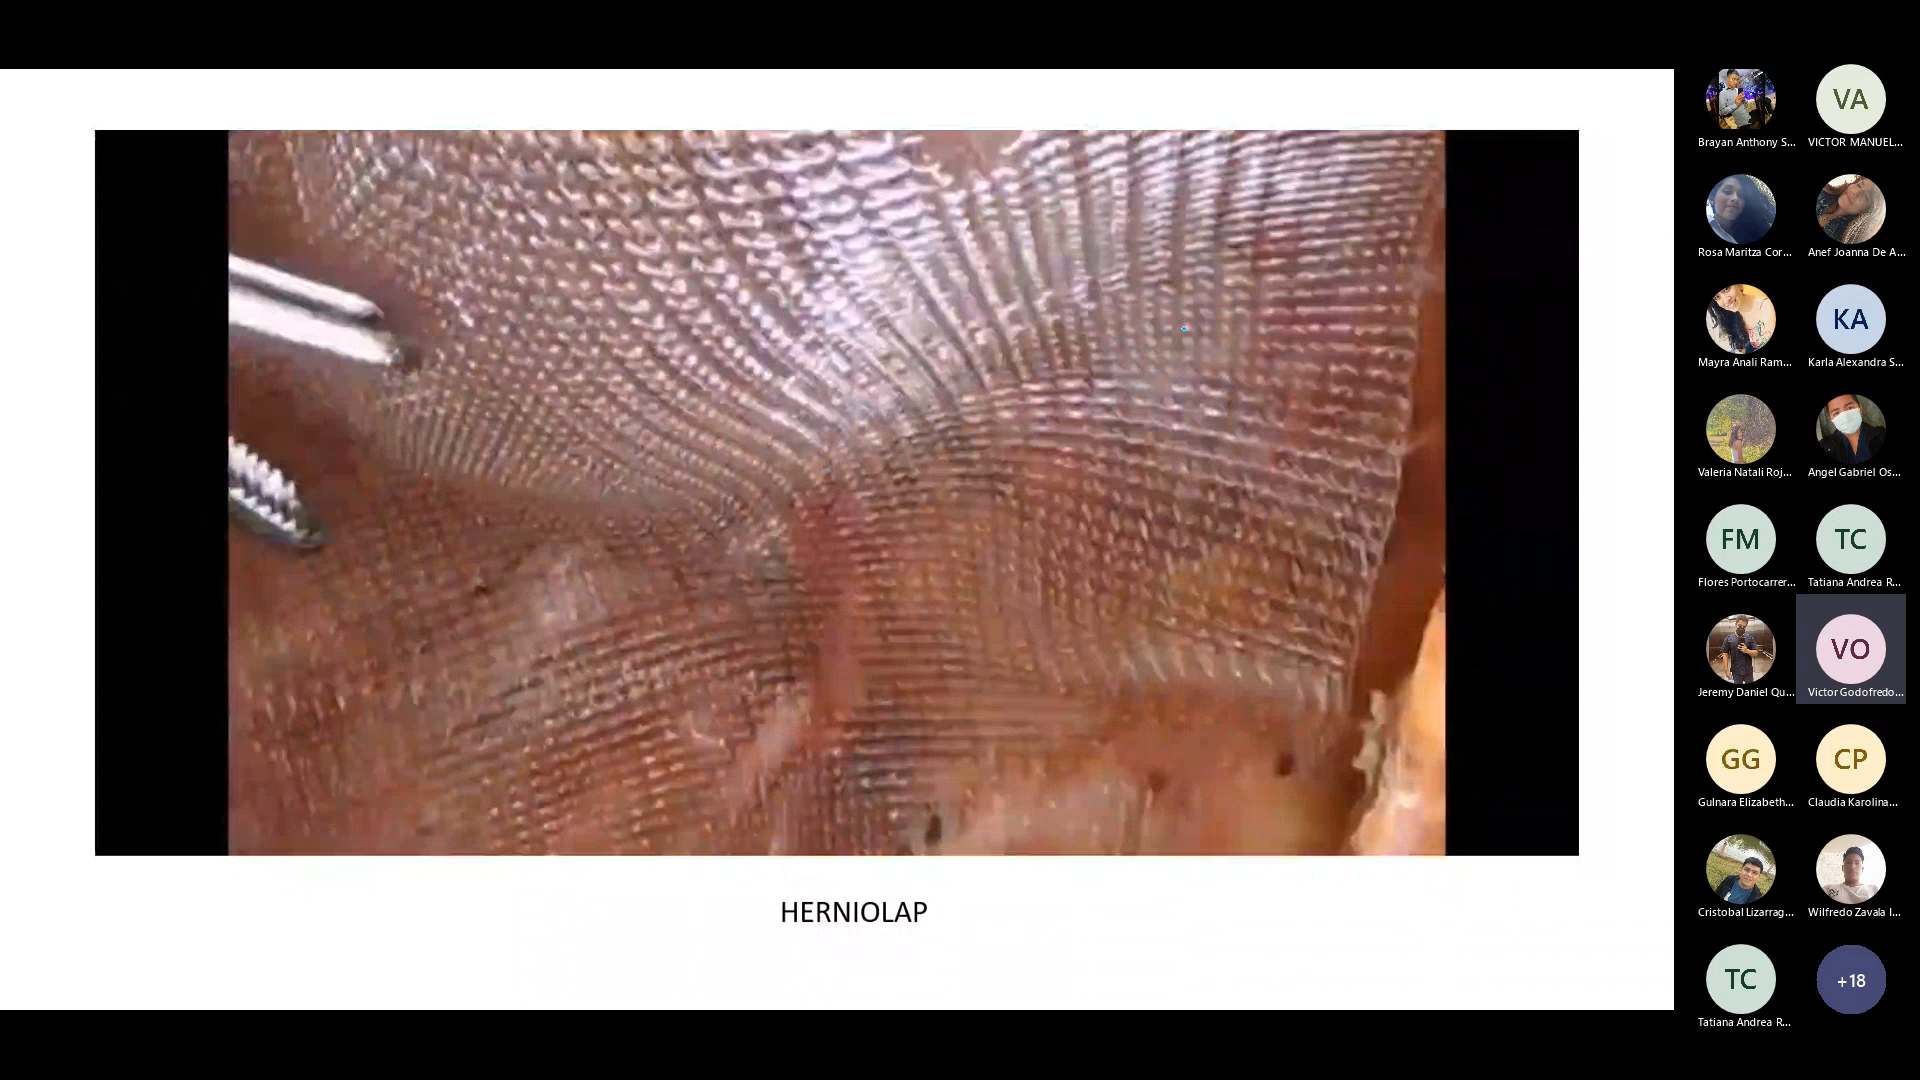 HERNIOLAP
VA
Brayan Anthony S...
VICTOR MANUEL...
Rosa Maritza Cor...
Anef Joanna De A...
KA
Mayra Anali Ram...
Karla Alexandra S...
Valeria Natali Roj...
Angel Gabriel Os...
FM
TC
Flores Portocarrer...
Tatiana Andrea R...
VO
Jeremy Daniel Qu...
Victor Godofredo...
GG
CP
Gulnara Elizabeth...
Claudia Karolina...
Cristobal Lizarrag...
Wilfredo Zavala I...
TC
+18
Tatiana Andrea R...